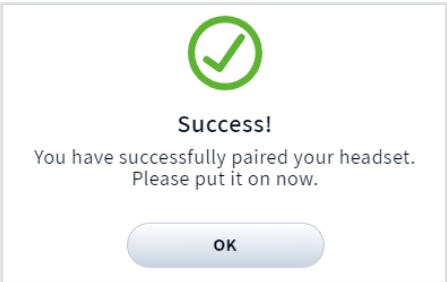 Success!
You have successfully paired your headset.
Please put it on now.
OK